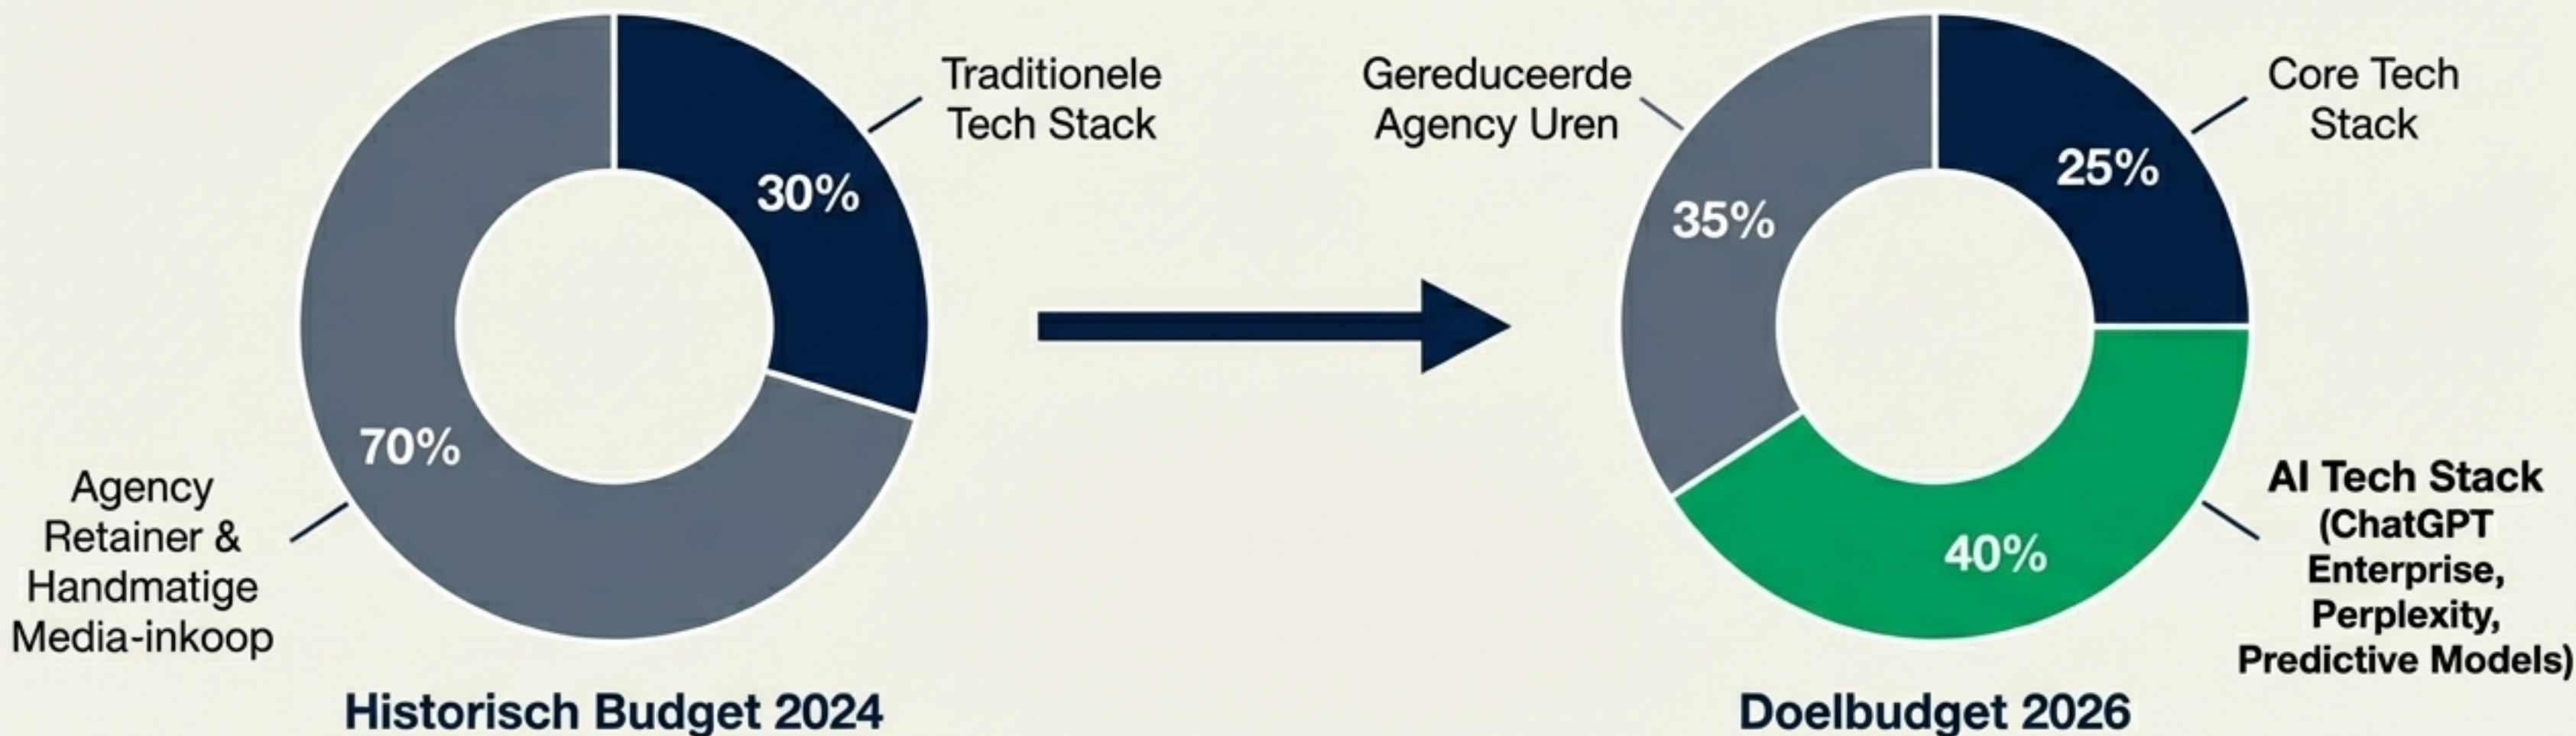 Traditionele
Tech Stack
30%
70%
Agency
Retainer &
Handmatige
Media-inkoop
Historisch Budget 2024
Gereduceerde
Agency Uren
35%
Core Tech
Stack
25%
40%
AI Tech Stack
(ChatGPT
Enterprise,
Perplexity,
Predictive Models)
Doelbudget 2026